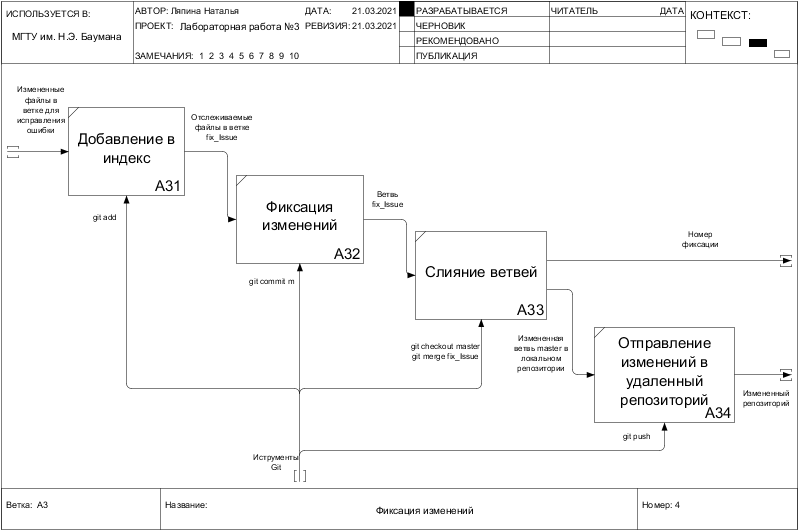 ИСПОЛЬЗУЕТСЯ В:
МГТУ им. Н.Э. Баумана
АВТОР: Ляпина Наталья
ДАТА: 21.03.2021
ПРОЕКТ: Лабораторная работа №3
РЕВИЗИЯ: 21.03.2021
ЗАМЕЧАНИЯ: 1 2 3 4 5 6 7 8 9 10
РАЗРАБАТЫВАЕТСЯ
ЧЕРНОВИК
РЕКОМЕНДОВАНО
ПУБЛИКАЦИЯ
ЧИТАТЕЛЬ
ДАТА
КОНТЕКСТ:
Измененные
файлы в
ветке для
исправления
ошибки
Добавление в
индекс
A31
Отслеживаемые
файлы в ветке
fix_Issue
git add
Фиксация
изменений
A32
Ветвь
fix_Issue
git commit m
Слияние ветвей
A33
Номер
фиксации
git checkout master
git merge fix_Issue
Измененная
ветвь master в
локальном
репозитории
Отправление
изменений в
удаленный
репозиторий
A34
Измененный
репозиторий
git push
Иструменты
Git
Ветка: A3
Название:
Фиксация изменений
Номер: 4